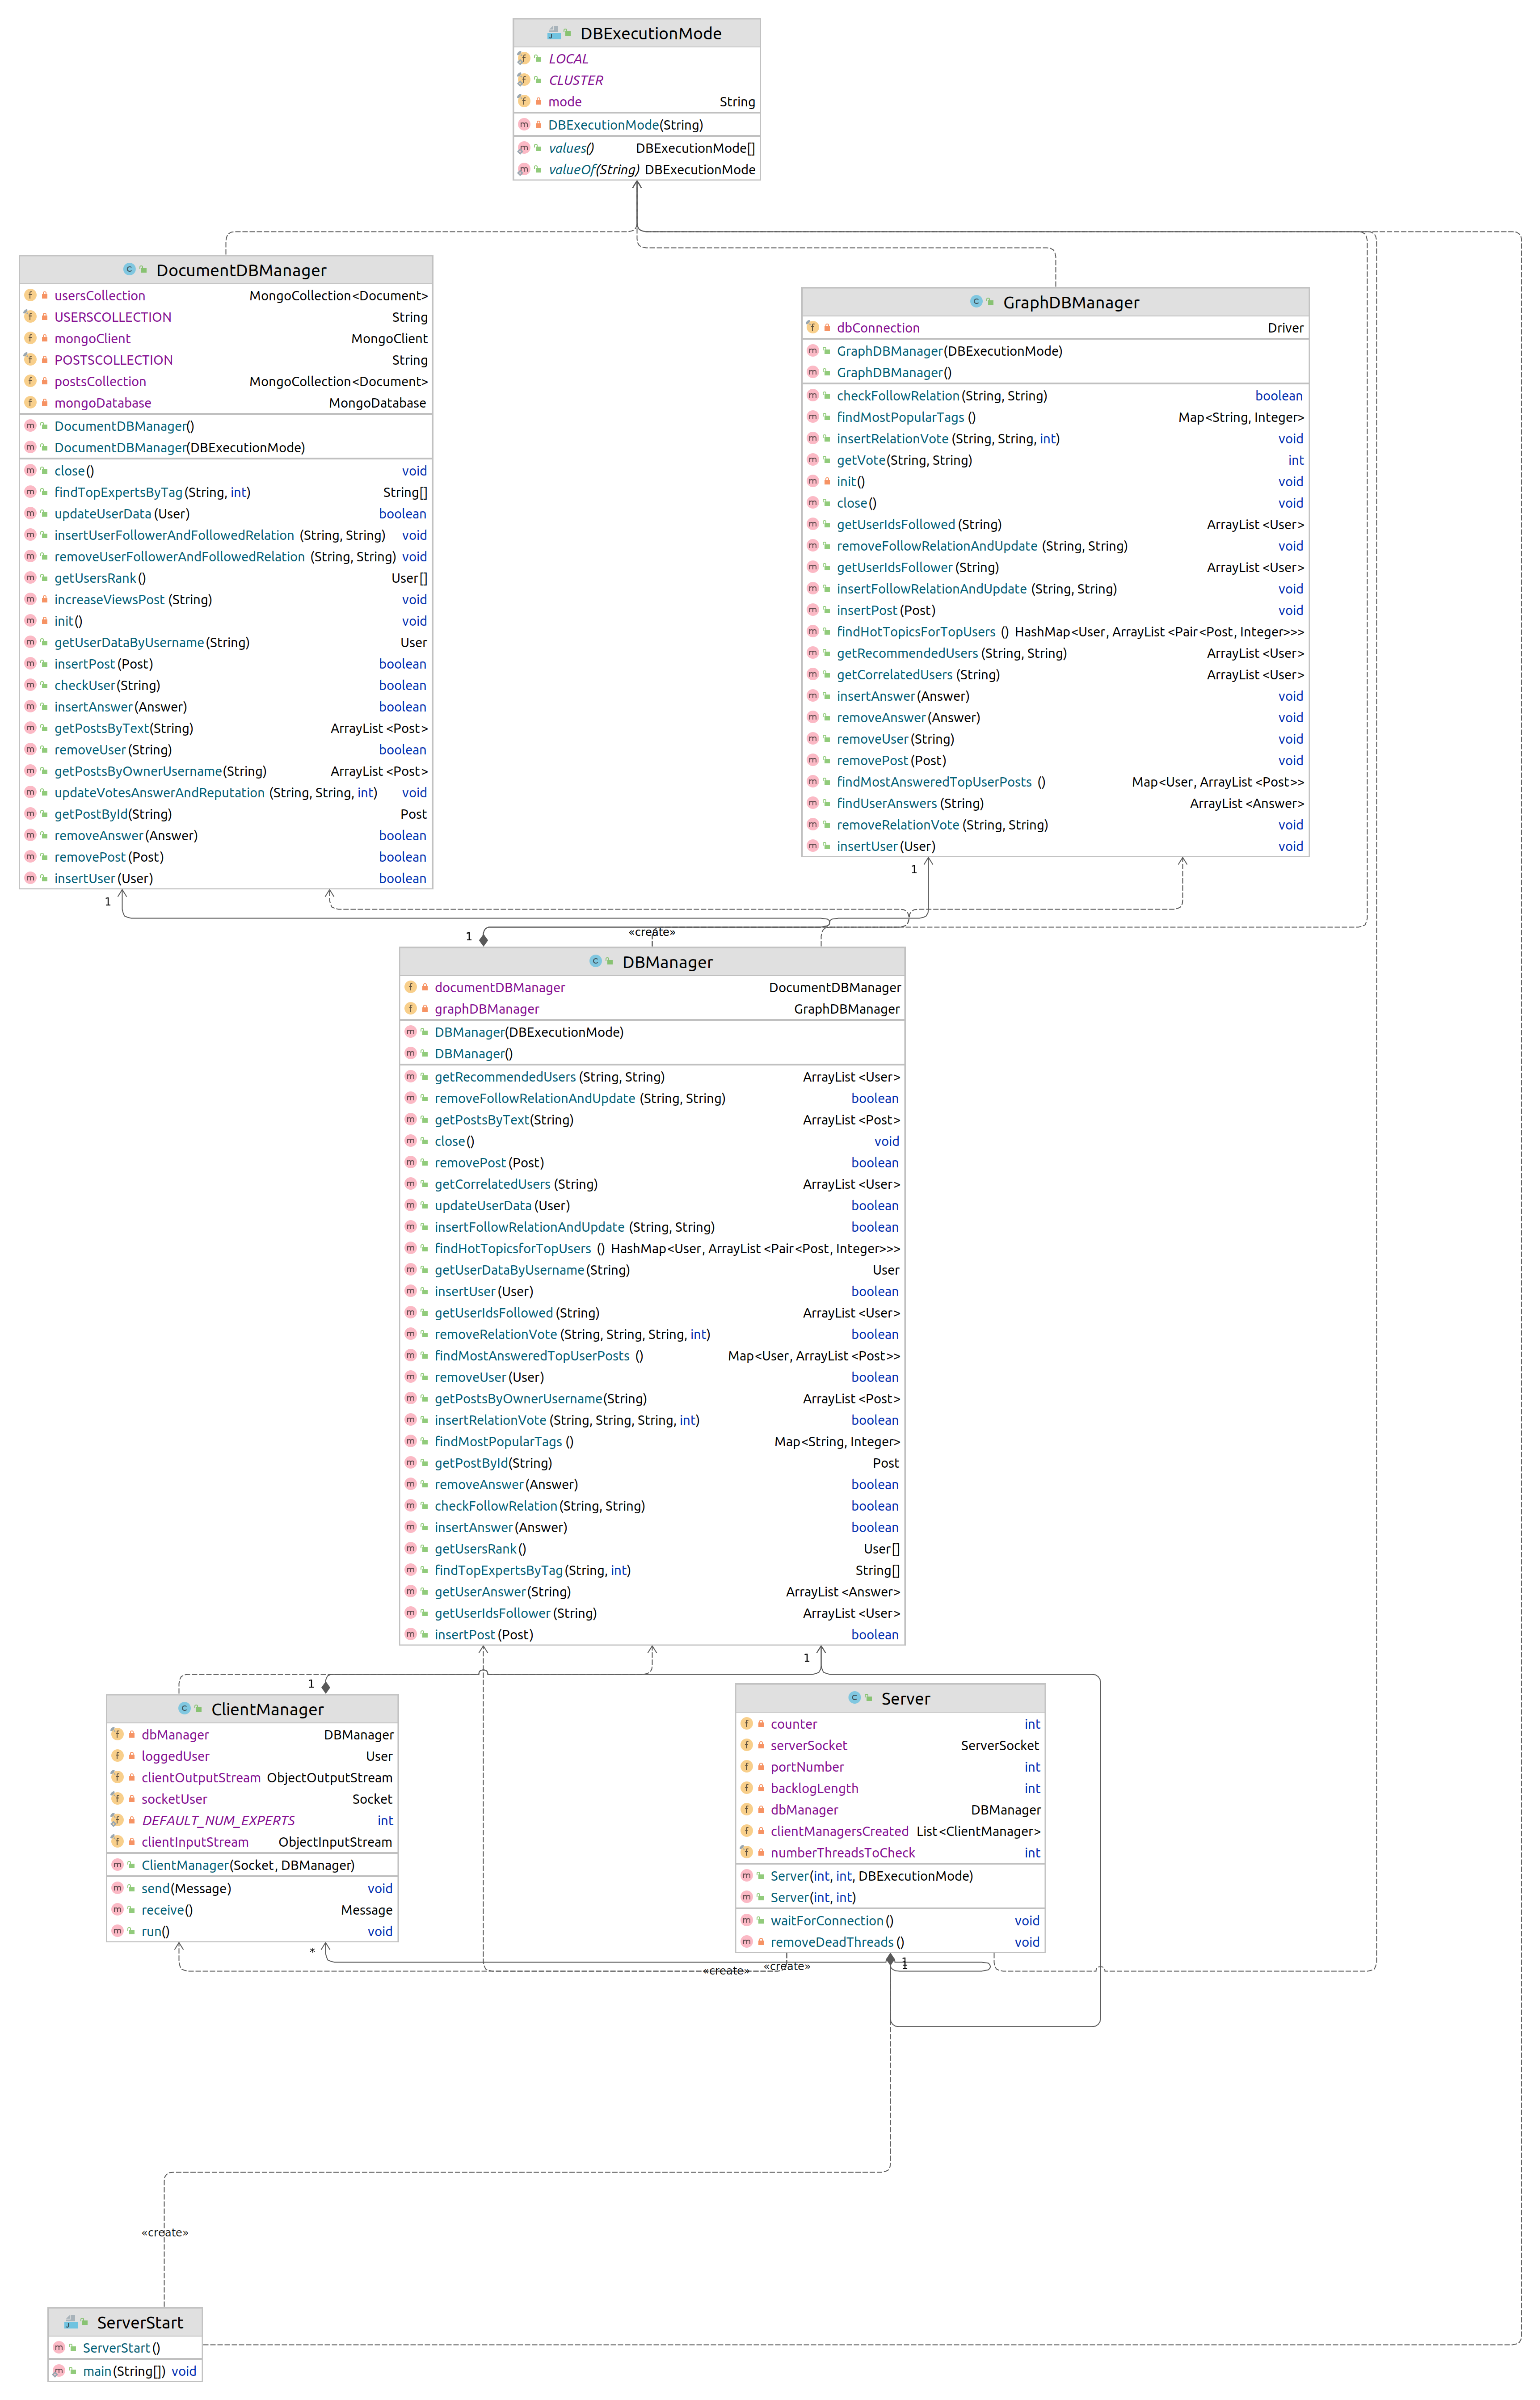 DBExecutionMode
LOCAL
CLUSTER
mode String
DBExecutionMode(String)
values() DBExecutionMode[]
valueOf(String) DBExecutionMode
DocumentDBManager
usersCollection MongoCollection<Document>
USERSCOLLECTION String
mongoClient MongoClient
POSTSCOLLECTION String
postsCollection MongoCollection<Document>
mongoDatabase MongoDatabase
DocumentDBManager()
DocumentDBManager(DBExecutionMode)
close() void
findTopExpertsByTag(String, int) String[]
updateUserData(User) boolean
insertUserFollowerAndFollowedRelation (String, String) void
removeUserFollowerAndFollowedRelation (String, String) void
getUsersRank() User[]
increaseViewsPost (String) void
init() void
getUserDataByUsername(String) User
insertPost(Post) boolean
checkUser(String) boolean
insertAnswer(Answer) boolean
getPostsByText(String) ArrayList<Post>
removeUser(String) boolean
getPostsByOwnerUsername(String) ArrayList<Post>
updateVotesAnswerAndReputation (String, String, int) void
getPostById(String) Post
removeAnswer(Answer) boolean
removePost(Post) boolean
insertUser(User) boolean
GraphDBManager
dbConnection Driver
GraphDBManager(DBExecutionMode)
GraphDBManager()
checkFollowRelation(String, String) boolean
findMostPopularTags () Map<String, Integer>
insertRelationVote (String, String, int) void
getVote(String, String) int
init() void
close() void
getUserIdsFollowed(String) ArrayList<User>
removeFollowRelationAndUpdate (String, String) void
getUserIdsFollower(String) ArrayList<User>
insertFollowRelationAndUpdate (String, String) void
insertPost(Post) void
findHotTopicsForTopUsers () HashMap<User, ArrayList<Pair<Post, Integer>>>
getRecommendedUsers (String, String) ArrayList<User>
getCorrelatedUsers (String) ArrayList<User>
insertAnswer(Answer) void
removeAnswer(Answer) void
removeUser(String) void
removePost(Post) void
findMostAnsweredTopUserPosts () Map<User, ArrayList<Post>>
findUserAnswers(String) ArrayList<Answer>
removeRelationVote (String, String) void
insertUser(User) void
1
1
1
«create»
DBManager
documentDBManager DocumentDBManager
graphDBManager GraphDBManager
DBManager(DBExecutionMode)
DBManager()
getRecommendedUsers (String, String) ArrayList<User>
removeFollowRelationAndUpdate (String, String) boolean
getPostsByText(String) ArrayList<Post>
close() void
removePost(Post) boolean
getCorrelatedUsers (String) ArrayList<User>
updateUserData(User) boolean
insertFollowRelationAndUpdate (String, String) boolean
findHotTopicsforTopUsers () HashMap<User, ArrayList<Pair<Post, Integer>>>
getUserDataByUsername(String) User
insertUser(User) boolean
getUserIdsFollowed(String) ArrayList<User>
removeRelationVote (String, String, String, int) boolean
findMostAnsweredTopUserPosts () Map<User, ArrayList<Post>>
removeUser(User) boolean
getPostsByOwnerUsername(String) ArrayList<Post>
insertRelationVote (String, String, String, int) boolean
findMostPopularTags () Map<String, Integer>
getPostById(String) Post
removeAnswer(Answer) boolean
checkFollowRelation(String, String) boolean
insertAnswer(Answer) boolean
getUsersRank() User[]
findTopExpertsByTag(String, int) String[]
getUserAnswer(String) ArrayList<Answer>
getUserIdsFollower(String) ArrayList<User>
insertPost(Post) boolean
1
1
ClientManager
dbManager DBManager
loggedUser User
clientOutputStream ObjectOutputStream
socketUser Socket
DEFAULT_NUM_EXPERTS int
clientInputStream ObjectInputStream
ClientManager(Socket, DBManager)
send(Message) void
receive() Message
run() void
Server
counter int
serverSocket ServerSocket
portNumber int
backlogLength int
dbManager DBManager
clientManagersCreated List<ClientManager>
numberThreadsToCheck int
Server(int, int, DBExecutionMode)
Server(int, int)
waitForConnection() void
removeDeadThreads () void
*
1
1
«create»
«create»
«create»
ServerStart
ServerStart()
main(String[]) void